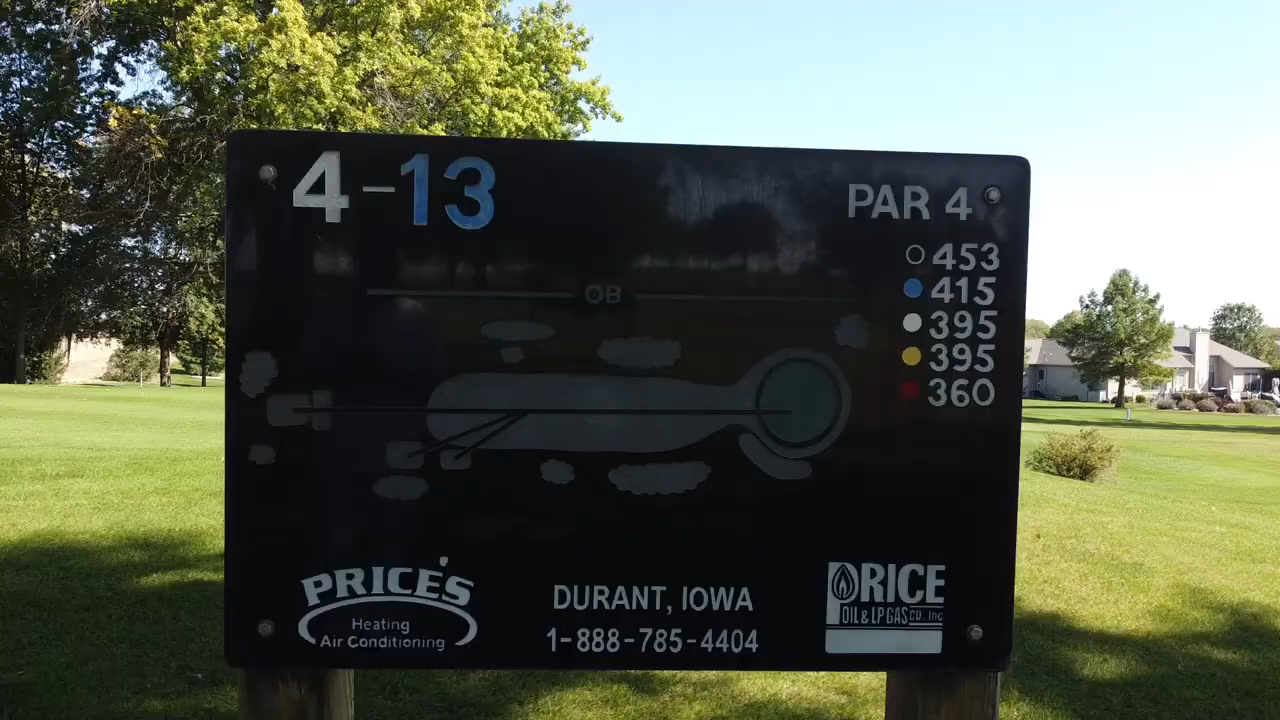 4-13
PAR 4
453
415
395
395
360
OB
PRICE'S
Heating
Air Conditioning
DURANT, IOWA
1-888-785-4404
PRICE
OIL & LP GAS CO. Inc